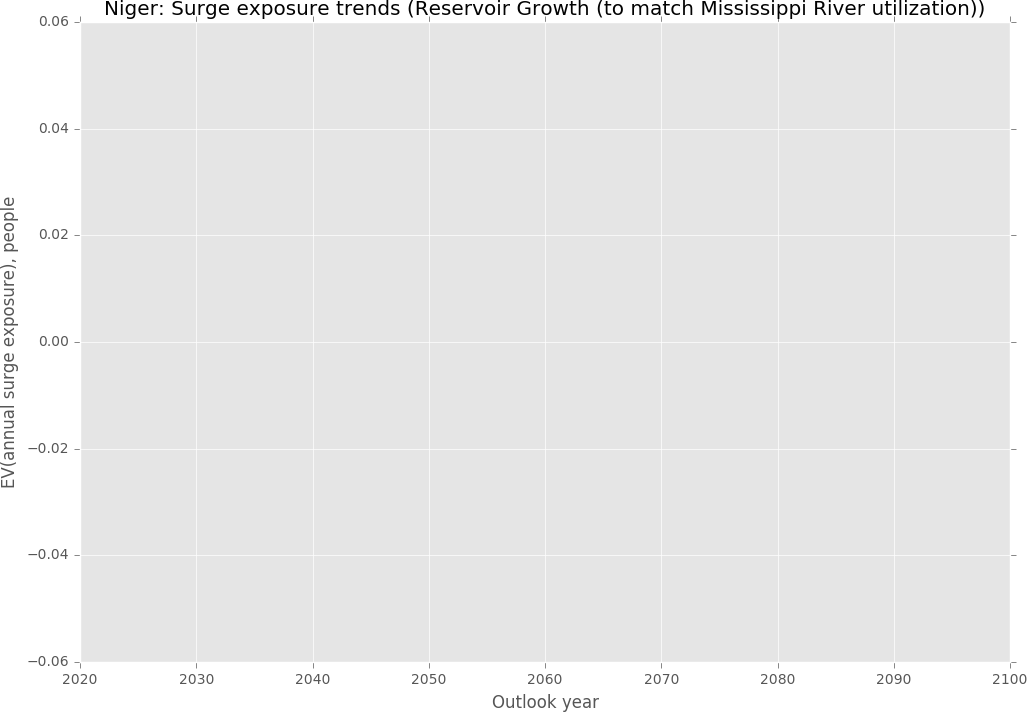 Niger: Surge exposure trends (Reservoir Growth (to match Mississippi River utilization))
0.06
0.04
0.02
0.00
−0.02
−0.04
−0.06
EV(annual surge exposure), people
2020 2030 2040 2050 2060 2070 2080 2090 2100
Outlook year